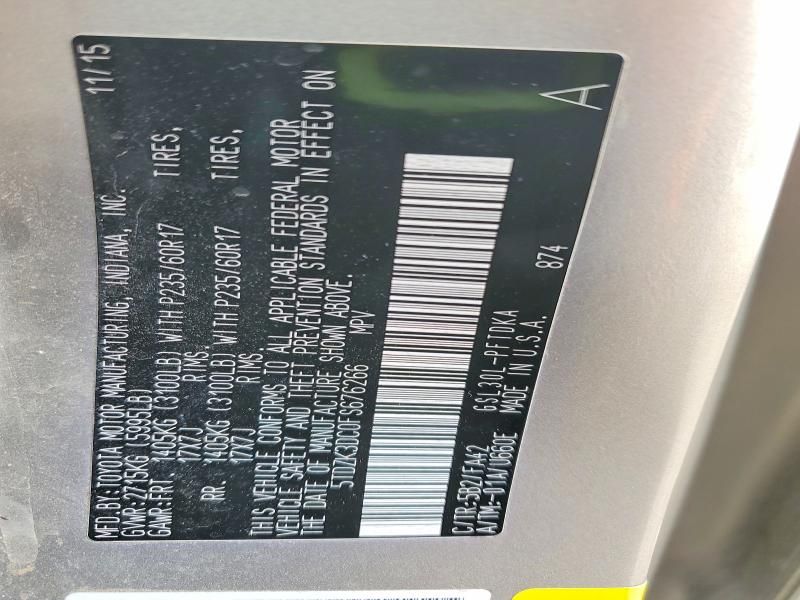 MFD.BY:TOYOTA MOTOR MANUFACTURING, INDIANA, INC. 11/15
GVWR:2715KG (5995LB)
GAWR:FRT 1405KG (3100LB) WITH P235/60R17 TIRES,
17X7J RIMS.
RR. 1405KG (3100LB) WITH P235/60R17 TIRES,
17X7J RIMS.
THIS VEHICLE CONFORMS TO ALL APPLICABLE FEDERAL MOTOR
VEHICLE SAFETY AND THEFT PREVENTION STANDARDS IN EFFECT ON
THE DATE OF MANUFACTURE SHOWN ABOVE.
5TDZK3DC0FS676266 MPV
C/TR:5B2/FA42 GSL30L-PFTDKA
A/TM:-01A/U660E MADE IN U.S.A. 874 A